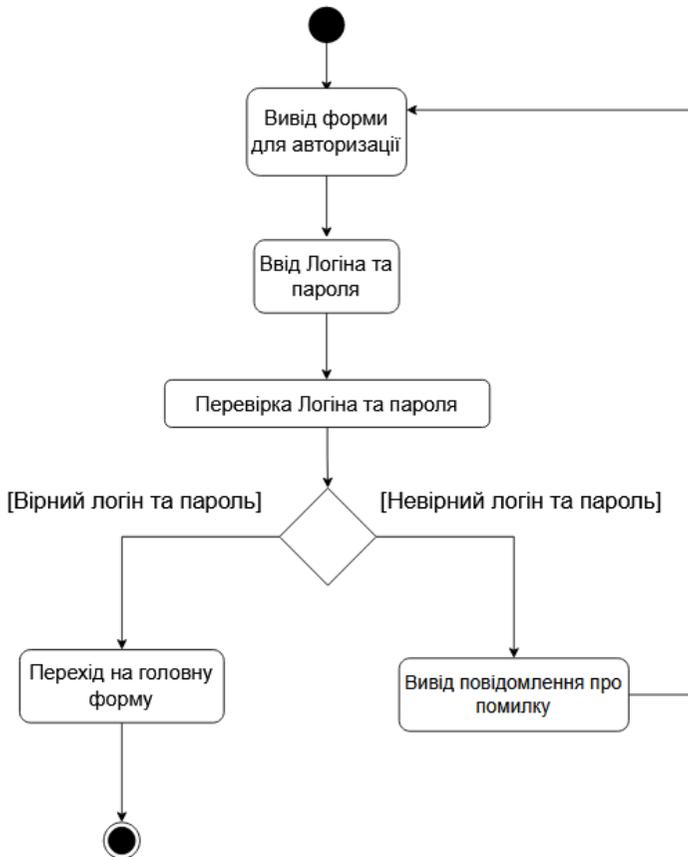 Вивід форми
для авторизації
Ввід Логіна та
пароля
Перевірка Логіна та пароля
[Вірний логін та пароль]
[Невірний логін та пароль]
Перехід на головну
форму
Вивід повідомлення про
помилку